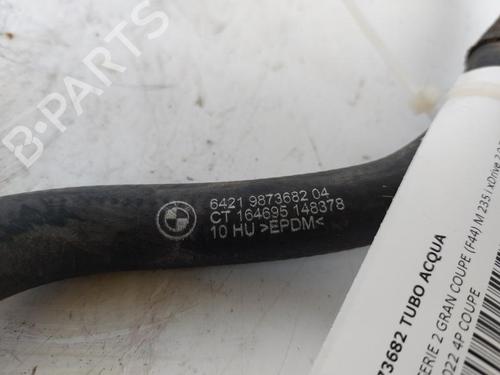 6421 9873682 04
CT 164695 148378
10 HU >EPDM<
73682 TUBO ACQUA
SERIE 2 GRAN COUPE (F44) M 235 i xDrive
022 4P COUPE
B-PARTS